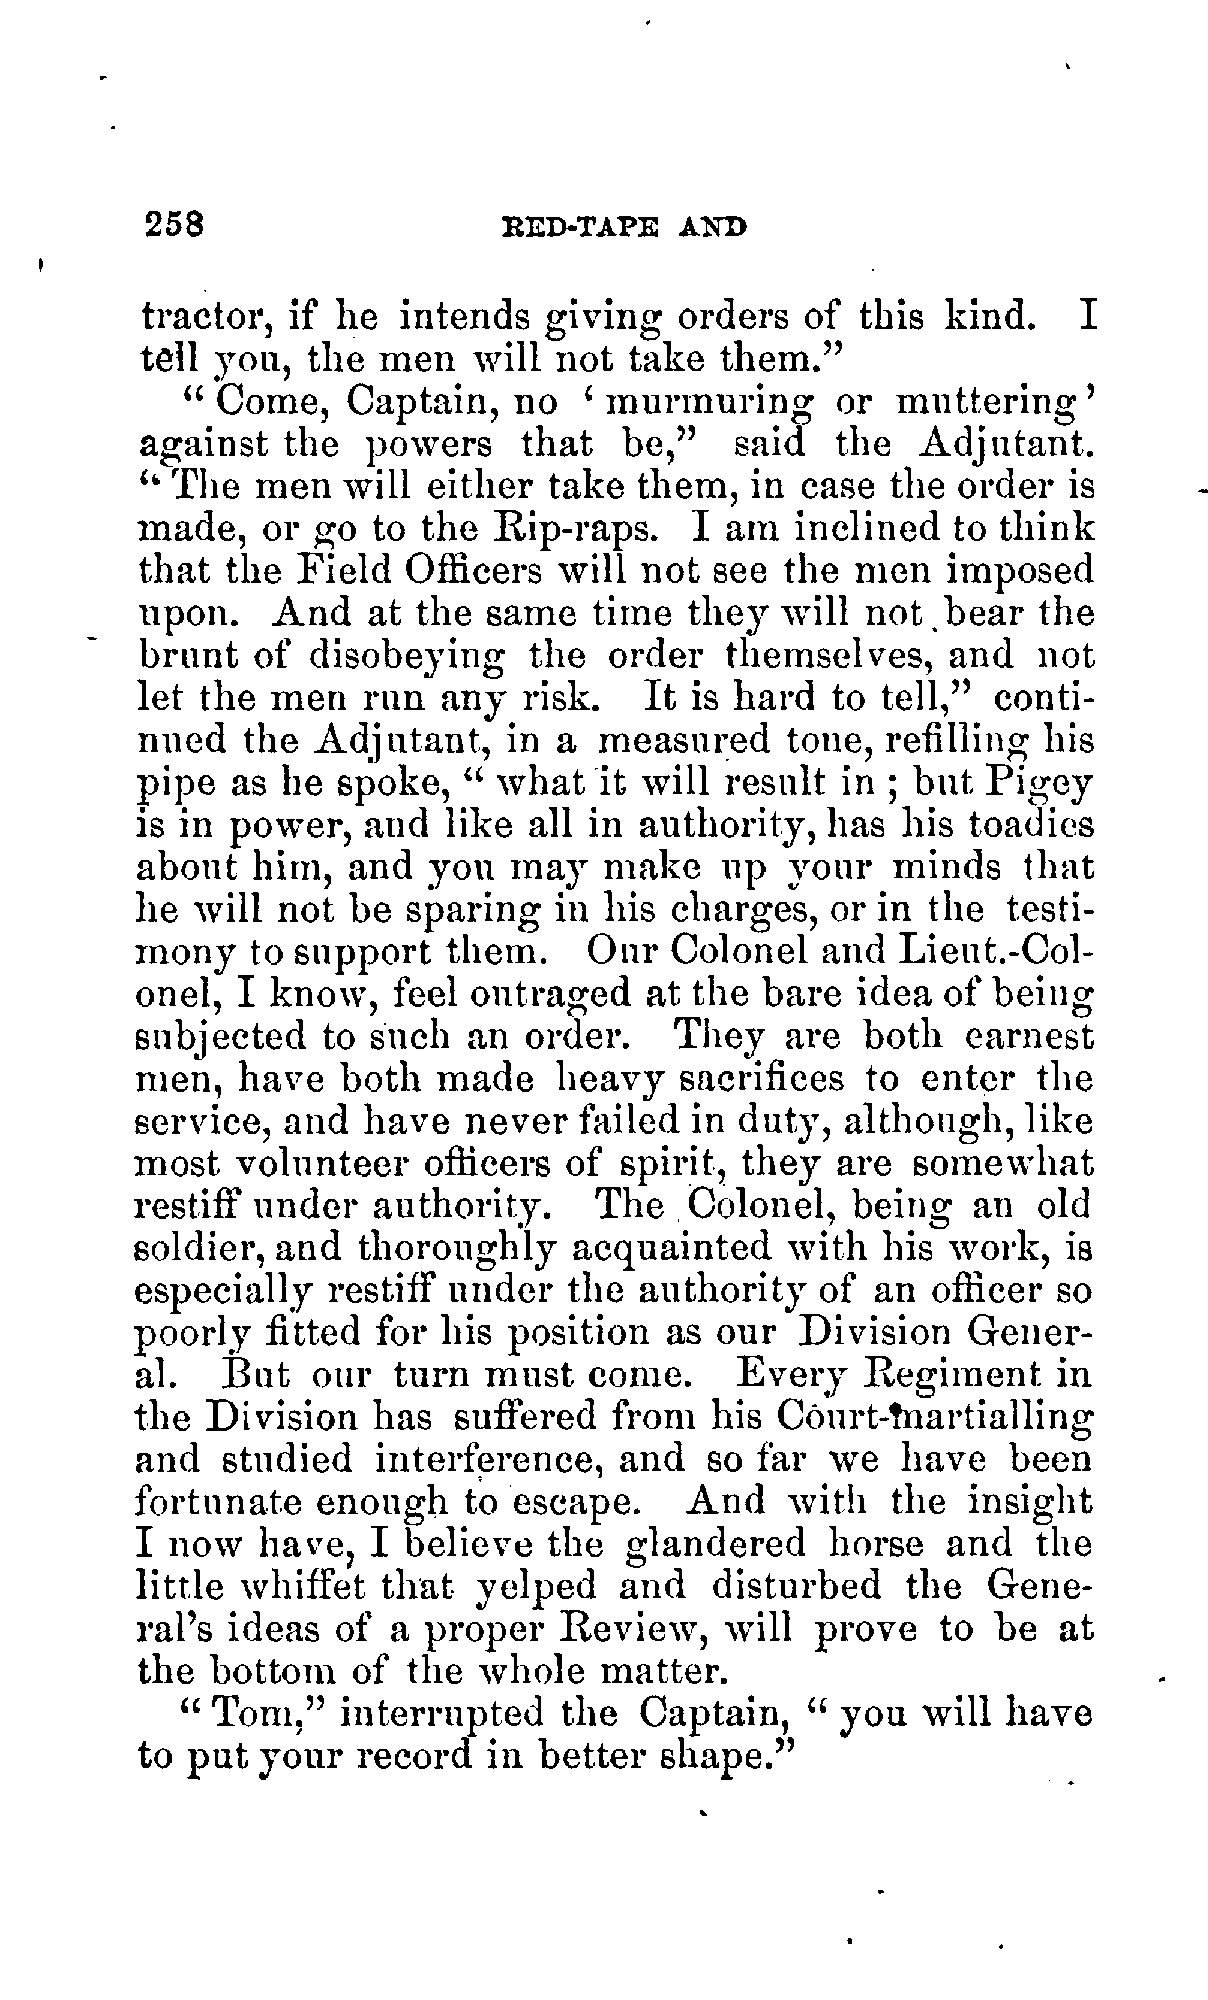 258 RED-TAPE AND
tractor, if he intends giving orders of this kind. I
tell you, the men will not take them."
" Come, Captain, no ' murmuring or muttering '
against the powers that be," said the Adjutant.
" The men will either take them, in case the order is
made, or go to the Rip-raps. I am inclined to think
that the Field Officers will not see the men imposed
upon. And at the same time they will not bear the
brunt of disobeying the order themselves, and not
let the men run any risk. It is hard to tell," conti-
nued the Adjutant, in a measured tone, refilling his
pipe as he spoke, " what it will result in ; but Pigey
is in power, and like all in authority, has his toadies
about him, and you may make up your minds that
he will not be sparing in his charges, or in the testi-
mony to support them. Our Colonel and Lieut.-Col-
onel, I know, feel outraged at the bare idea of being
subjected to such an order. They are both earnest
men, have both made heavy sacrifices to enter the
service, and have never failed in duty, although, like
most volunteer officers of spirit, they are somewhat
restiff under authority. The Colonel, being an old
soldier, and thoroughly acquainted with his work, is
especially restiff under the authority of an officer so
poorly fitted for his position as our Division Gener-
al. But our turn must come. Every Regiment in
the Division has suffered from his Court-martialling
and studied interference, and so far we have been
fortunate enough to escape. And with the insight
I now have, I believe the glandered horse and the
little whiffet that yelped and disturbed the Gene-
ral's ideas of a proper Review, will prove to be at
the bottom of the whole matter.
" Tom," interrupted the Captain, " you will have
to put your record in better shape."